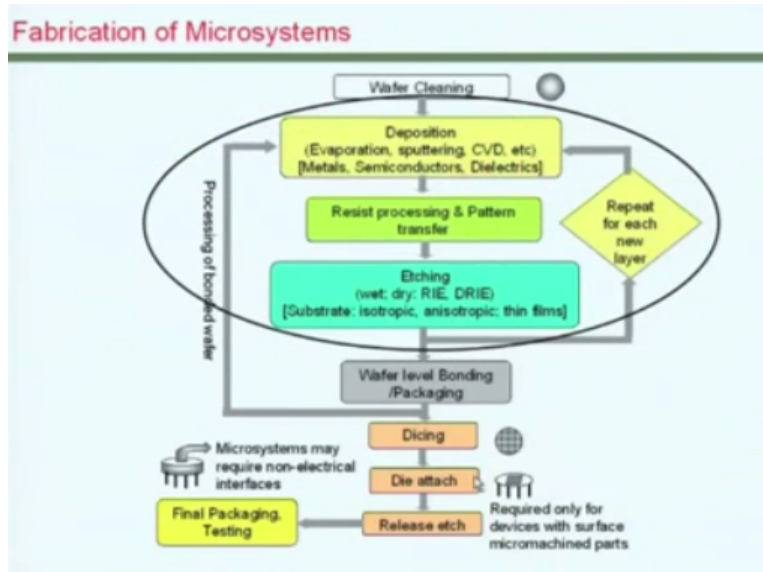 Fabrication of Microsystems
Wafer Cleaning
Deposition
(Evaporation, sputtering, CVD, etc)
[Metals, Semiconductors, Dielectrics]
Resist processing & Pattern
transfer
Repeat
for each
new
layer
Etching
(wet; dry: RIE, DRIE)
[Substrate: isotropic, anisotropic; thin films]
Processing of bonded wafer
Wafer level Bonding
/Packaging
Dicing
Microsystems may
require non-electrical
interfaces
Die attach
Required only for
devices with surface
micromachined parts
Release etch
Final Packaging,
Testing